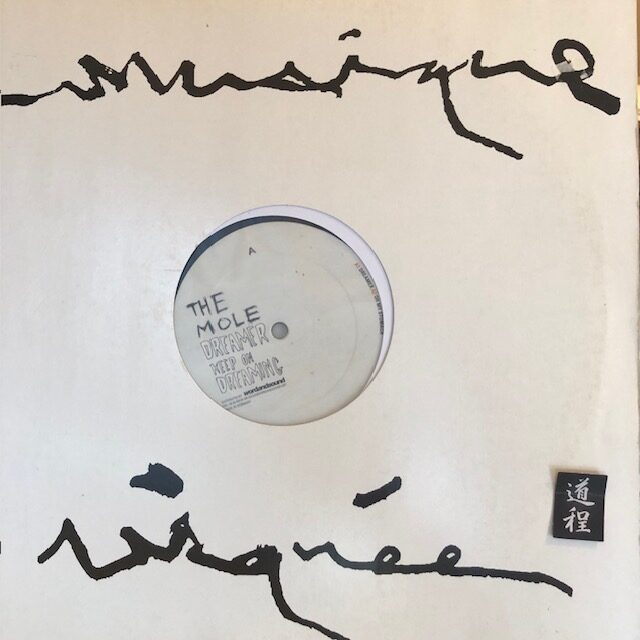 musique
A
THE
MOLE
DREAMER
KEEP ON
DREAMING
wordandsound
risquée
道
程